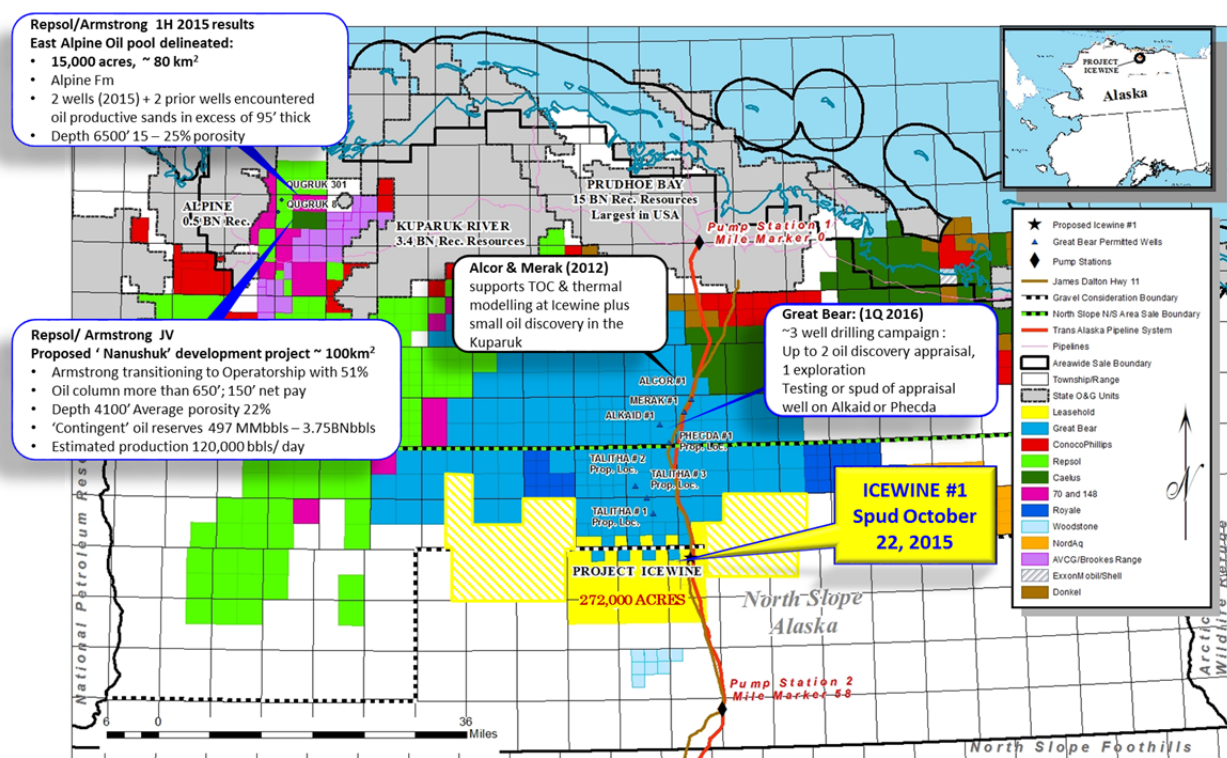 Repsol/Armstrong 1H 2015 results
East Alpine Oil pool delineated:
• 15,000 acres, ~ 80 km²
• Alpine Fm
• 2 wells (2015) + 2 prior wells encountered
oil productive sands in excess of 95' thick
• Depth 6500' 15 – 25% porosity
PROJECT
ICEWINE
Alaska
QUGRUK 301
QUGRUK 8
ALPINE
0.5 BN Rec.
KUPARUK RIVER
3.4 BN Rec. Resources
PRUDHOE BAY
15 BN Rec. Resources
Largest in USA
Pump Station 1
Mile Marker 0
Alcor & Merak (2012)
supports TOC & thermal
modelling at Icewine plus
small oil discovery in the
Kuparuk
Great Bear: (1Q 2016)
~3 well drilling campaign :
Up to 2 oil discovery appraisal,
1 exploration
Testing or spud of appraisal
well on Alkaid or Phecda
Repsol/ Armstrong JV
Proposed ' Nanushuk' development project ~ 100km²
• Armstrong transitioning to Operatorship with 51%
• Oil column more than 650'; 150' net pay
• Depth 4100' Average porosity 22%
• 'Contingent' oil reserves 497 MMbbls – 3.75BNbbls
• Estimated production 120,000 bbls/ day
ALCOR #1
MERAK #1
ALKAID #1
PHECDA #1
Prop. Loc.
TALITHA # 2
Prop. Loc.
TALITHA # 3
Prop. Loc.
TALITHA # 1
Prop. Loc.
ICEWINE #1
Spud October
22, 2015
PROJECT ICEWINE
272,000 ACRES
North Slope
Alaska
Pump Station 2
Mile Marker 58
National Petroleum Rese
Arctic
Wildlife
6 0 36
Miles
North Slope Foothills
Proposed Icewine #1
Great Bear Permitted Wells
Pump Stations
James Dalton Hwy 11
Gravel Consideration Boundary
North Slope N/S Area Sale Boundary
Trans Alaska Pipeline System
Pipelines
Areawide Sale Boundary
Township/Range
State O&G Units
Leasehold
Great Bear
ConocoPhillips
Repsol
Caelus
70 and 148
Royale
Woodstone
NordAq
AVCG/Brookes Range
ExxonMobil/Shell
Donkel
N